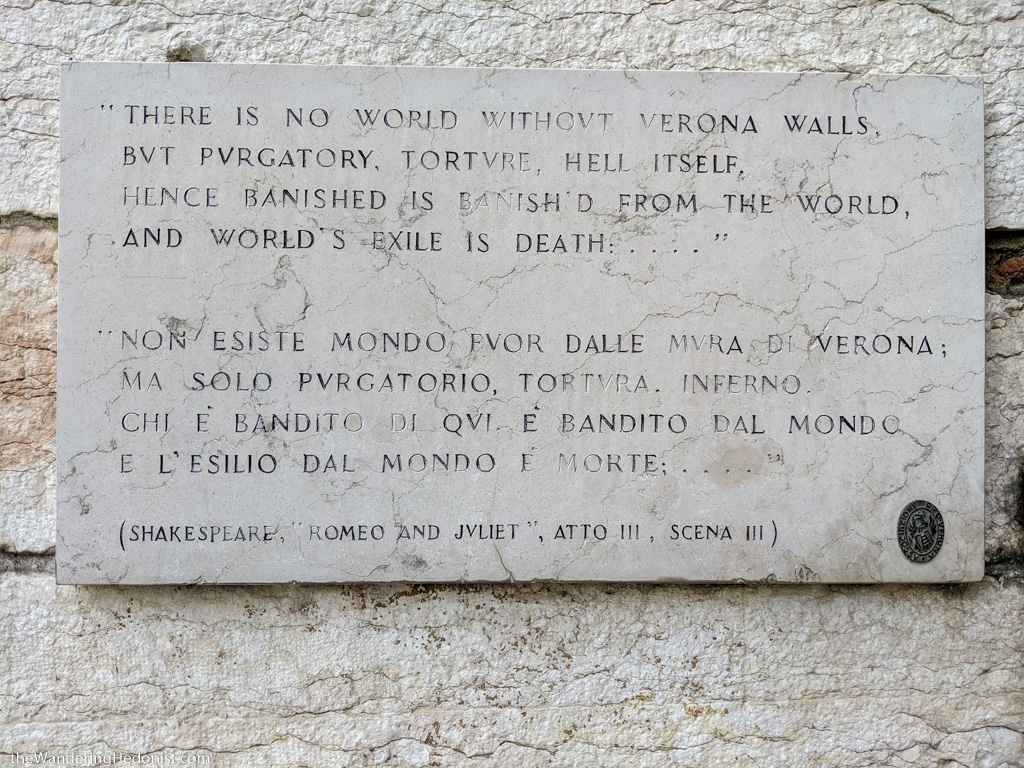 “THERE IS NO WORLD WITHOVT VERONA WALLS,
BVT PVRGATORY, TORTVRE, HELL ITSELF.
HENCE BANISHED IS BANISH'D FROM THE WORLD,
AND WORLD'S EXILE IS DEATH: . . . .”
“NON ESISTE MONDO FVOR DALLE MVRA DI VERONA;
MA SOLO PVRGATORIO, TORTVRA, INFERNO.
CHI È BANDITO DI QVI, È BANDITO DAL MONDO
E L'ESILIO DAL MONDO È MORTE; . . . .”
(SHAKESPEARE, “ROMEO AND JVLIET”, ATTO III, SCENA III)
theWanderingHedonist.com